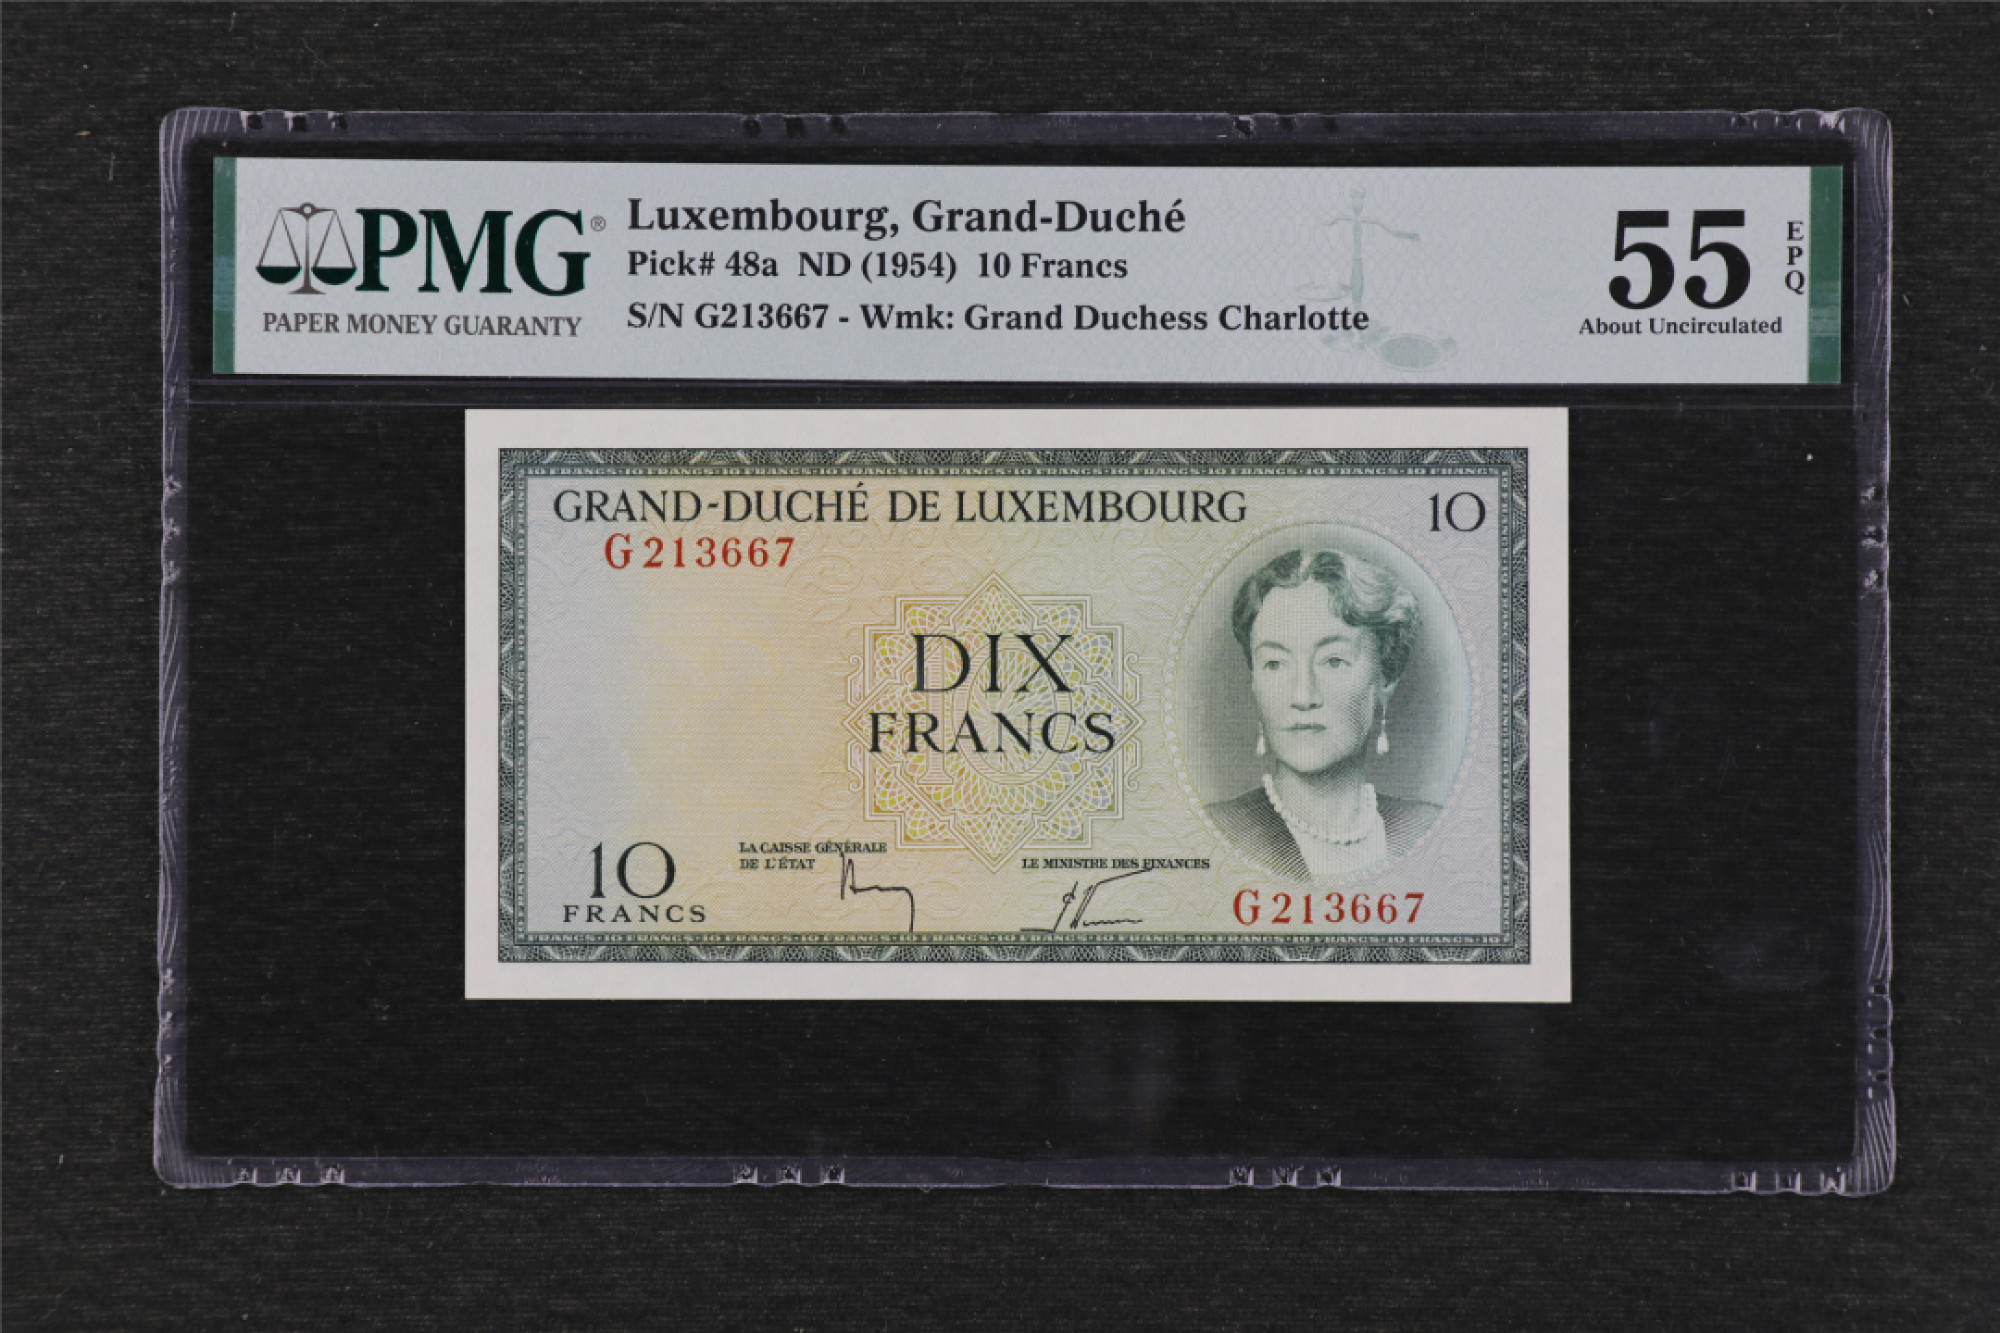 PMG®
PAPER MONEY GUARANTY
Luxembourg, Grand-Duché
Pick# 48a ND (1954) 10 Francs
S/N G213667 - Wmk: Grand Duchess Charlotte
55
EPQ
About Uncirculated
GRAND-DUCHÉ DE LUXEMBOURG
10
G 213667
DIX
FRANCS
LA CAISSE GÉNÉRALE
DE L'ÉTAT
LE MINISTRE DES FINANCES
10
FRANCS
G 213667